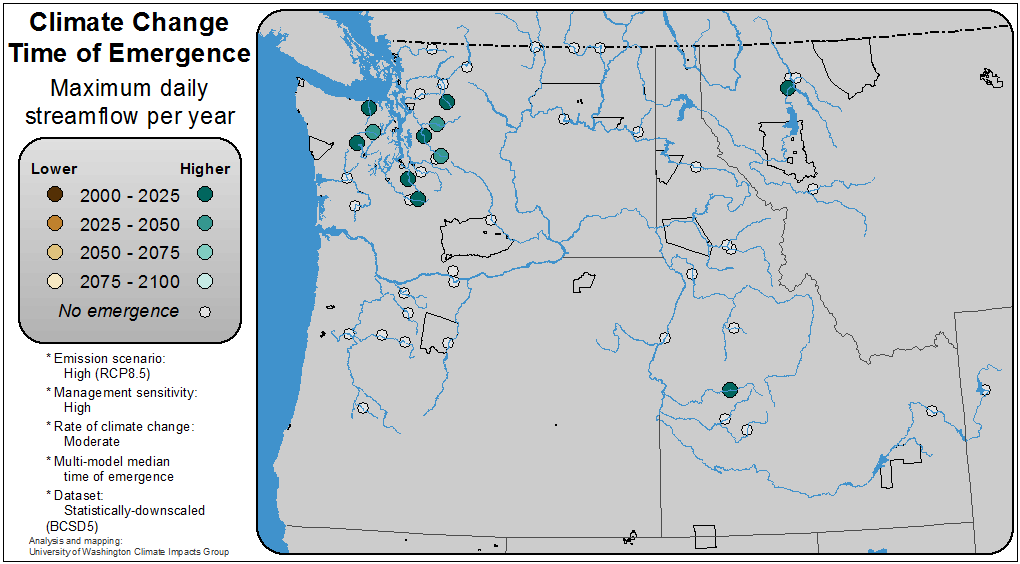 Climate Change
Time of Emergence
Maximum daily
streamflow per year
Lower Higher
2000 - 2025
2025 - 2050
2050 - 2075
2075 - 2100
No emergence
* Emission scenario:
High (RCP8.5)
* Management sensitivity:
High
* Rate of climate change:
Moderate
* Multi-model median
time of emergence
* Dataset:
Statistically-downscaled
(BCSD5)
Analysis and mapping:
University of Washington Climate Impacts Group